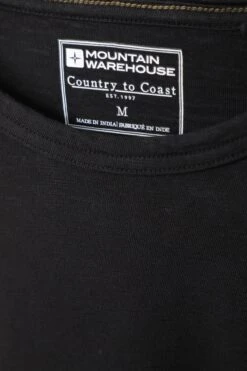 MOUNTAIN
WAREHOUSE
Country to Coast
EST. 1997
M
MADE IN INDIA | FABRIQUÉ EN INDE